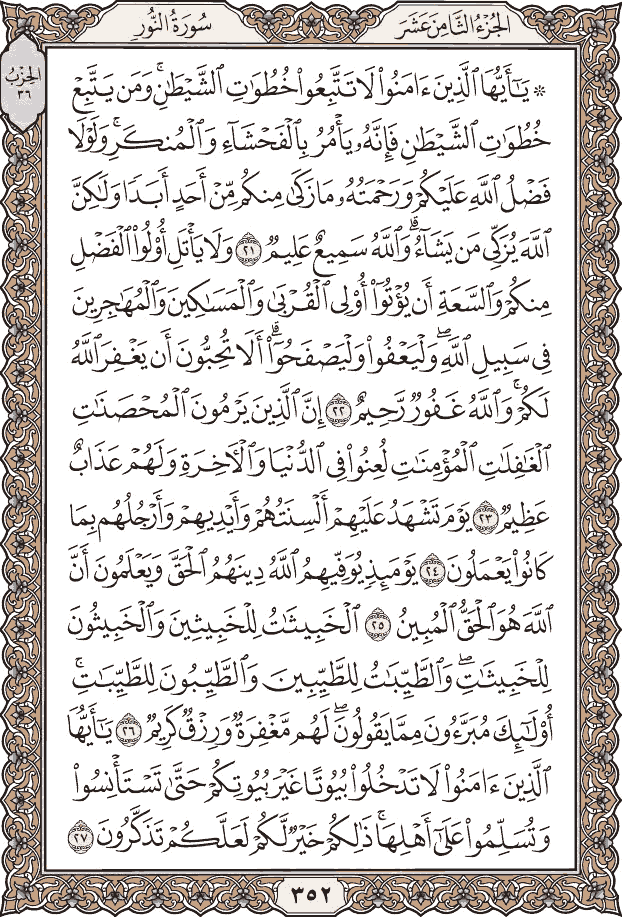 الجزء الثامن عشر
سورة النور
الحزب
٣٦
۞ يَٰٓأَيُّهَا ٱلَّذِينَ ءَامَنُوا۟ لَا تَتَّبِعُوا۟ خُطُوَٰتِ ٱلشَّيْطَٰنِ ۚ وَمَن يَتَّبِعْ
خُطُوَٰتِ ٱلشَّيْطَٰنِ فَإِنَّهُۥ يَأْمُرُ بِٱلْفَحْشَآءِ وَٱلْمُنكَرِ ۚ وَلَوْلَا
فَضْلُ ٱللَّهِ عَلَيْكُمْ وَرَحْمَتُهُۥ مَا زَكَىٰ مِنكُم مِّنْ أَحَدٍ أَبَدًا وَلَٰكِنَّ
ٱللَّهَ يُزَكِّى مَن يَشَآءُ ۗ وَٱللَّهُ سَمِيعٌ عَلِيمٌ ٢١ وَلَا يَأْتَلِ أُو۟لُوا۟ ٱلْفَضْلِ
مِنكُمْ وَٱلسَّعَةِ أَن يُؤْتُوٓا۟ أُو۟لِى ٱلْقُرْبَىٰ وَٱلْمَسَٰكِينَ وَٱلْمُهَٰجِرِينَ
فِى سَبِيلِ ٱللَّهِ ۖ وَلْيَعْفُوا۟ وَلْيَصْفَحُوٓا۟ ۗ أَلَا تُحِبُّونَ أَن يَغْفِرَ ٱللَّهُ
لَكُمْ ۗ وَٱللَّهُ غَفُورٌ رَّحِيمٌ ٢٢ إِنَّ ٱلَّذِينَ يَرْمُونَ ٱلْمُحْصَنَٰتِ
ٱلْغَٰفِلَٰتِ ٱلْمُؤْمِنَٰتِ لُعِنُوا۟ فِى ٱلدُّنْيَا وَٱلْءَاخِرَةِ وَلَهُمْ عَذَابٌ
عَظِيمٌ ٢٣ يَوْمَ تَشْهَدُ عَلَيْهِمْ أَلْسِنَتُهُمْ وَأَيْدِيهِمْ وَأَرْجُلُهُم بِمَا
كَانُوا۟ يَعْمَلُونَ ٢٤ يَوْمَئِذٍ يُوَفِّيهِمُ ٱللَّهُ دِينَهُمُ ٱلْحَقَّ وَيَعْلَمُونَ أَنَّ
ٱللَّهَ هُوَ ٱلْحَقُّ ٱلْمُبِينُ ٢٥ ٱلْخَبِيثَٰتُ لِلْخَبِيثِينَ وَٱلْخَبِيثُونَ
لِلْخَبِيثَٰتِ ۖ وَٱلطَّيِّبَٰتُ لِلطَّيِّبِينَ وَٱلطَّيِّبُونَ لِلطَّيِّبَٰتِ ۚ
أُو۟لَٰٓئِكَ مُبَرَّءُونَ مِمَّا يَقُولُونَ ۖ لَهُم مَّغْفِرَةٌ وَرِزْقٌ كَرِيمٌ ٢٦ يَٰٓأَيُّهَا
ٱلَّذِينَ ءَامَنُوا۟ لَا تَدْخُلُوا۟ بُيُوتًا غَيْرَ بُيُوتِكُمْ حَتَّىٰ تَسْتَأْنِسُوا۟
وَتُسَلِّمُوا۟ عَلَىٰٓ أَهْلِهَا ۚ ذَٰلِكُمْ خَيْرٌ لَّكُمْ لَعَلَّكُمْ تَذَكَّرُونَ ٢٧
٣٥٢